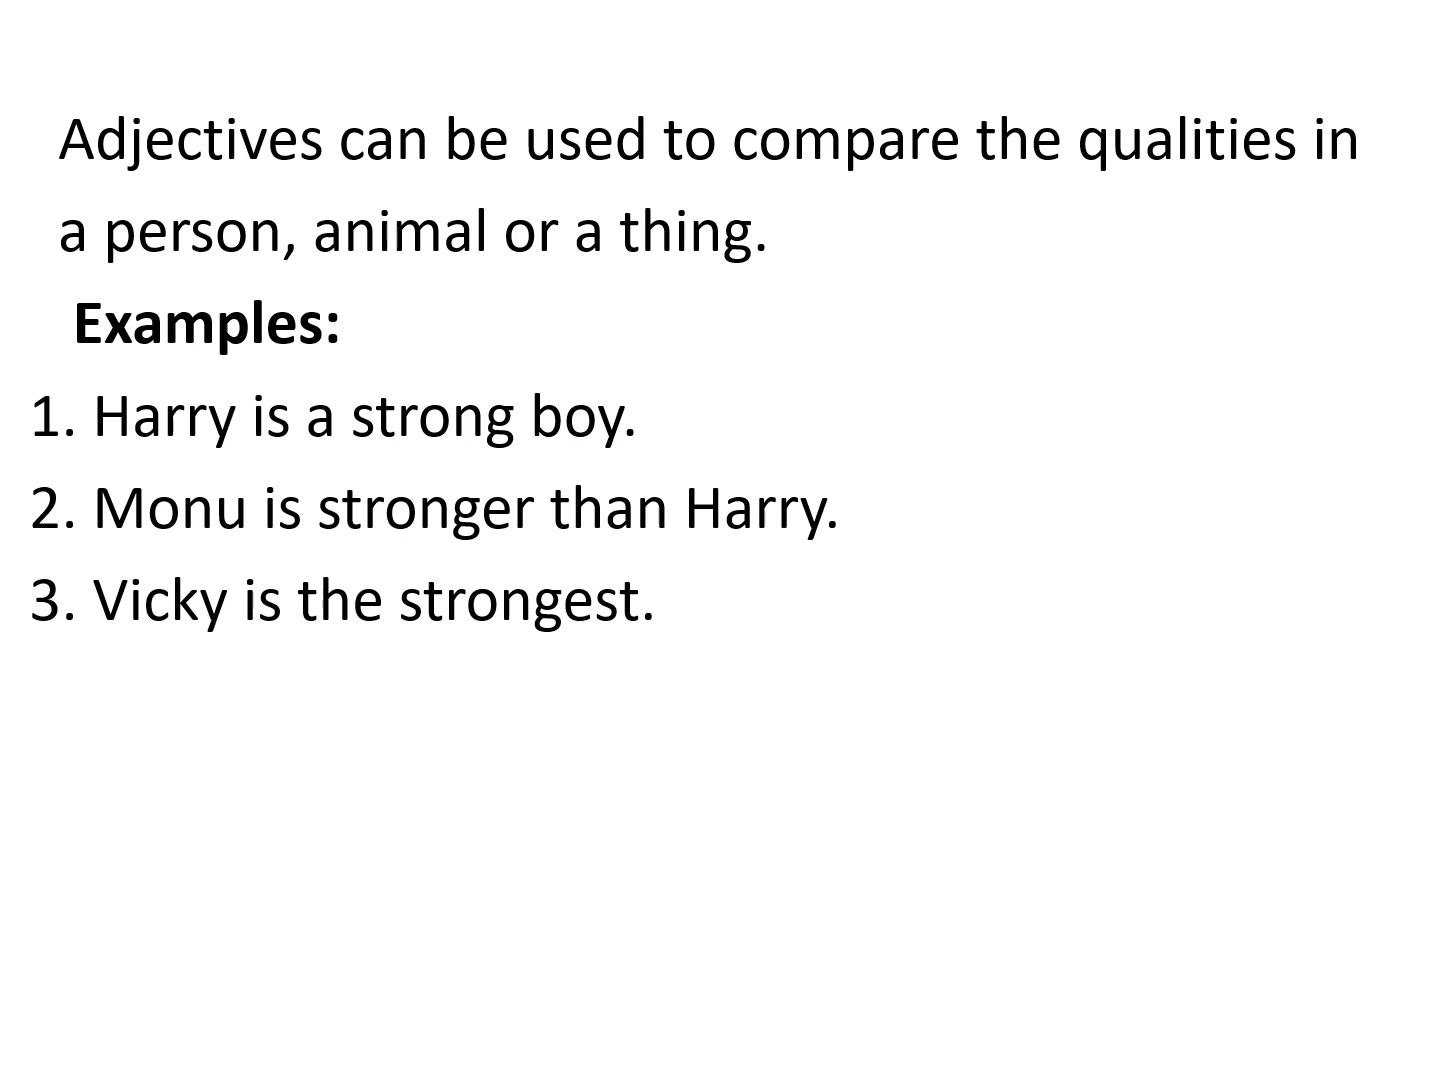 Adjectives can be used to compare the qualities in
a person, animal or a thing.
Examples:
1. Harry is a strong boy.
2. Monu is stronger than Harry.
3. Vicky is the strongest.